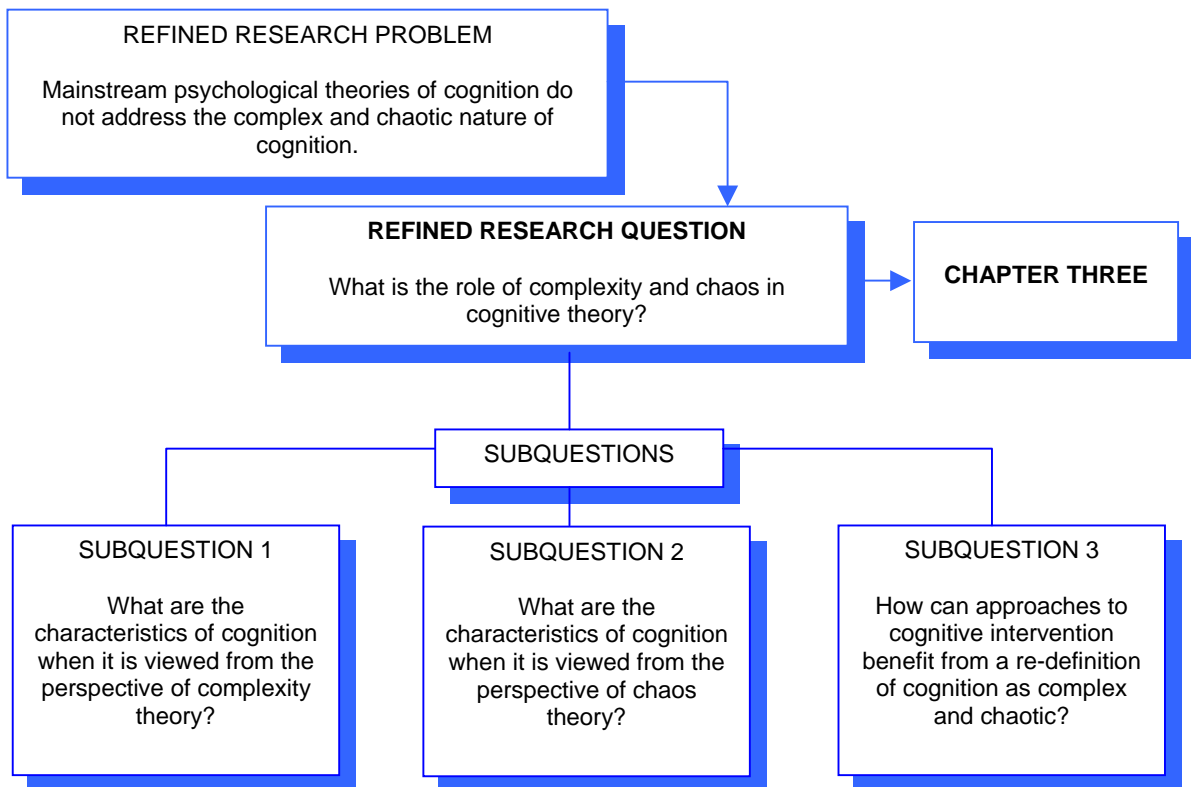 REFINED RESEARCH PROBLEM
Mainstream psychological theories of cognition do
not address the complex and chaotic nature of
cognition.
REFINED RESEARCH QUESTION
What is the role of complexity and chaos in
cognitive theory?
CHAPTER THREE
SUBQUESTIONS
SUBQUESTION 1
What are the
characteristics of cognition
when it is viewed from the
perspective of complexity
theory?
SUBQUESTION 2
What are the
characteristics of cognition
when it is viewed from the
perspective of chaos
theory?
SUBQUESTION 3
How can approaches to
cognitive intervention
benefit from a re-definition
of cognition as complex
and chaotic?